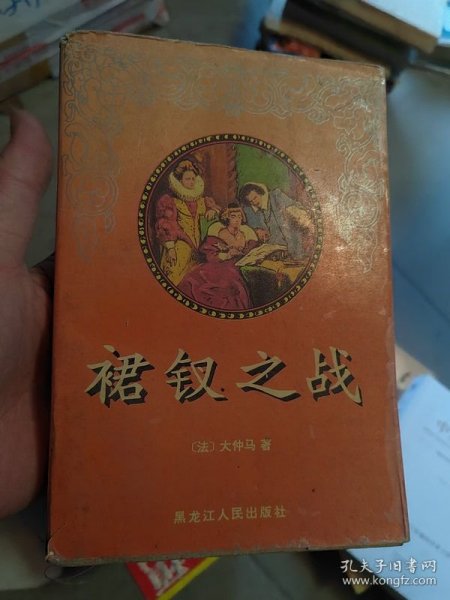 裙钗之战
〔法〕大仲马 著
黑龙江人民出版社
孔夫子旧书网
www.kongfz.com